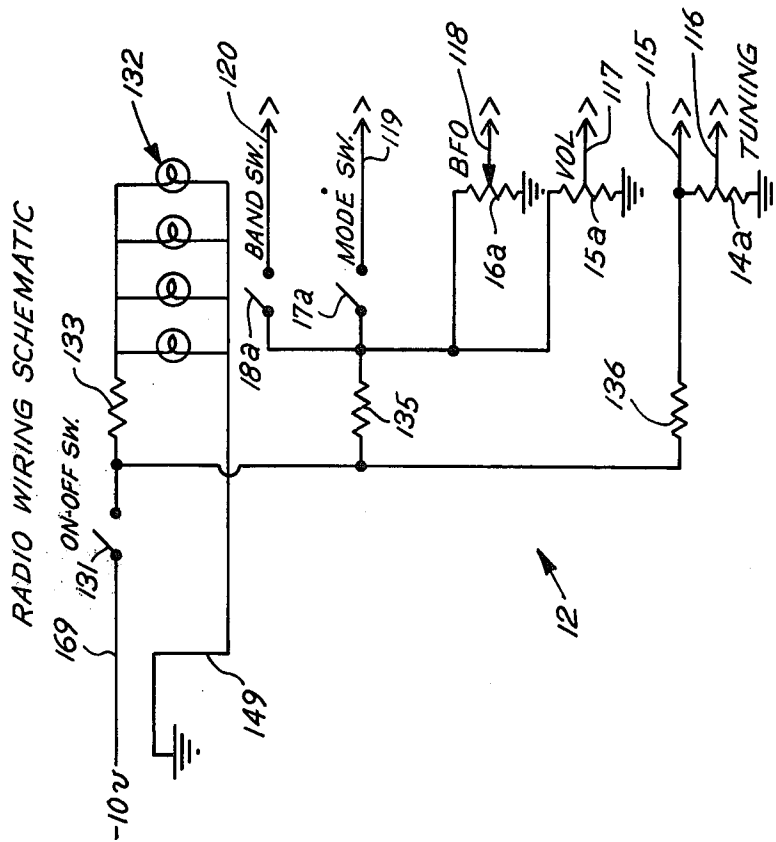 RADIO WIRING SCHEMATIC
-10v
169
131
ON-OFF SW.
133
132
149
18a
BAND SW.
120
17a
MODE SW.
119
135
BFO
118
16a
VOL
117
15a
136
115
116
14a
TUNING
12